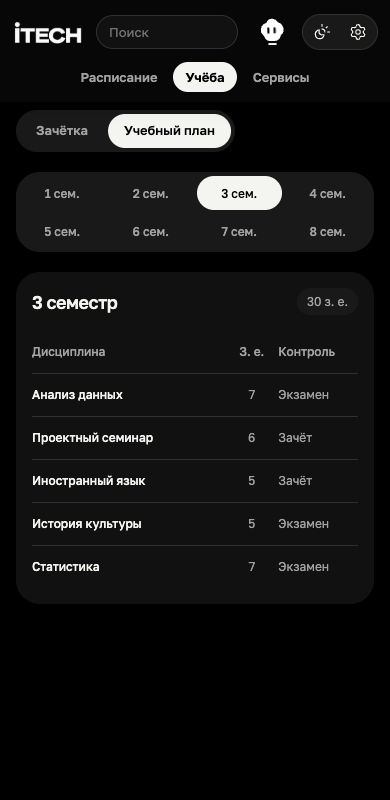 iTECH Поиск
Расписание Учёба Сервисы
Зачётка Учебный план
1 сем. 2 сем. 3 сем. 4 сем.
5 сем. 6 сем. 7 сем. 8 сем.
3 семестр 30 з. е.
Дисциплина З. е. Контроль
Анализ данных 7 Экзамен
Проектный семинар 6 Зачёт
Иностранный язык 5 Зачёт
История культуры 5 Экзамен
Статистика 7 Экзамен